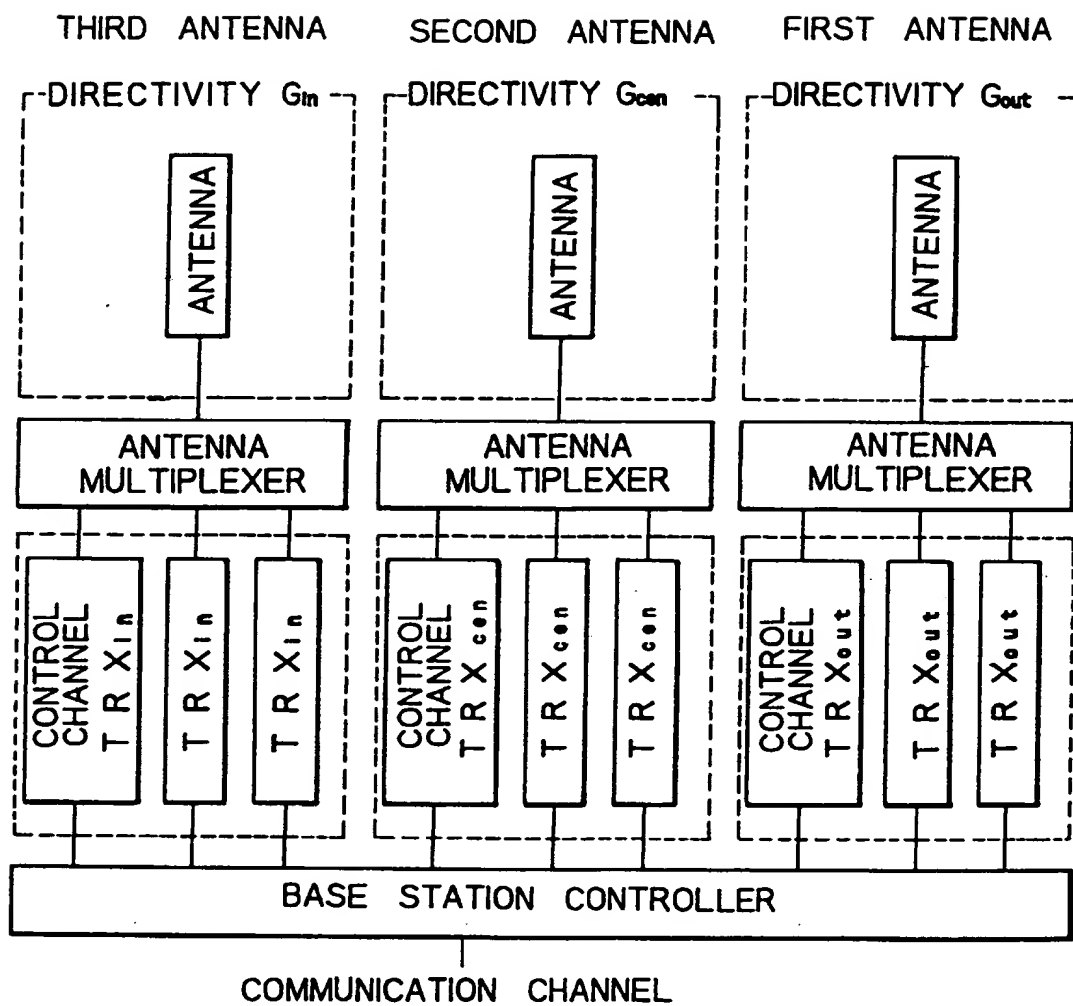 THIRD ANTENNA
SECOND ANTENNA
FIRST ANTENNA
DIRECTIVITY Gin
DIRECTIVITY Gcen
DIRECTIVITY Gout
ANTENNA
ANTENNA
ANTENNA
ANTENNA
MULTIPLEXER
ANTENNA
MULTIPLEXER
ANTENNA
MULTIPLEXER
CONTROL
CHANNEL
TRXin
TRXin
TRXin
CONTROL
CHANNEL
TRXcen
TRXcen
TRXcen
CONTROL
CHANNEL
TRXout
TRXout
TRXout
BASE STATION CONTROLLER
COMMUNICATION CHANNEL